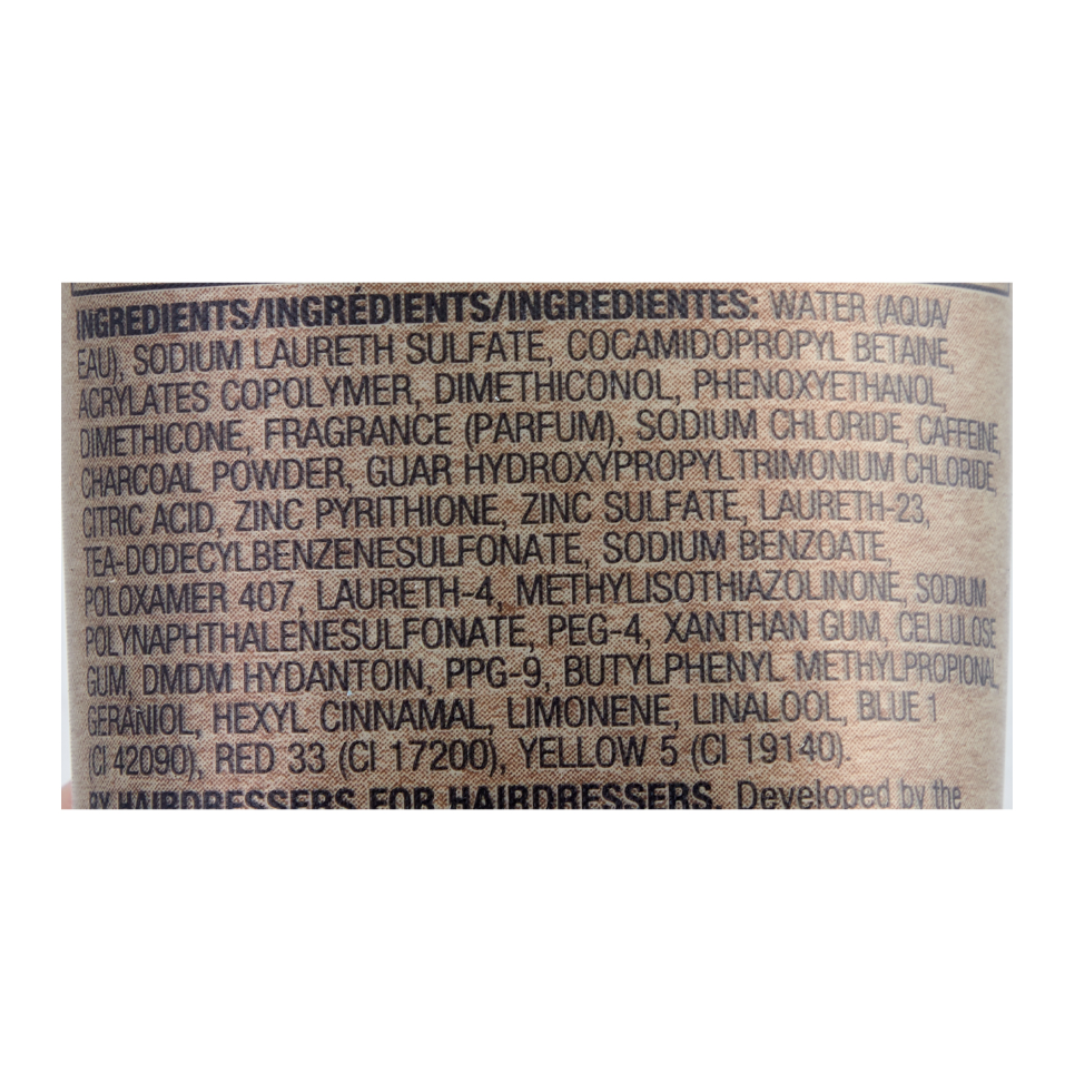 INGREDIENTS/INGRÉDIENTS/INGREDIENTES: WATER (AQUA/
EAU), SODIUM LAURETH SULFATE, COCAMIDOPROPYL BETAINE,
ACRYLATES COPOLYMER, DIMETHICONOL, PHENOXYETHANOL,
DIMETHICONE, FRAGRANCE (PARFUM), SODIUM CHLORIDE, CAFFEINE,
CHARCOAL POWDER, GUAR HYDROXYPROPYLTRIMONIUM CHLORIDE,
CITRIC ACID, ZINC PYRITHIONE, ZINC SULFATE, LAURETH-23,
TEA-DODECYLBENZENESULFONATE, SODIUM BENZOATE,
POLOXAMER 407, LAURETH-4, METHYLISOTHIAZOLINONE, SODIUM
POLYNAPHTHALENESULFONATE, PEG-4, XANTHAN GUM, CELLULOSE
GUM, DMDM HYDANTOIN, PPG-9, BUTYLPHENYL METHYLPROPIONAL,
GERANIOL, HEXYL CINNAMAL, LIMONENE, LINALOOL, BLUE 1
(CI 42090), RED 33 (CI 17200), YELLOW 5 (CI 19140).
BY HAIRDRESSERS FOR HAIRDRESSERS. Developed by the